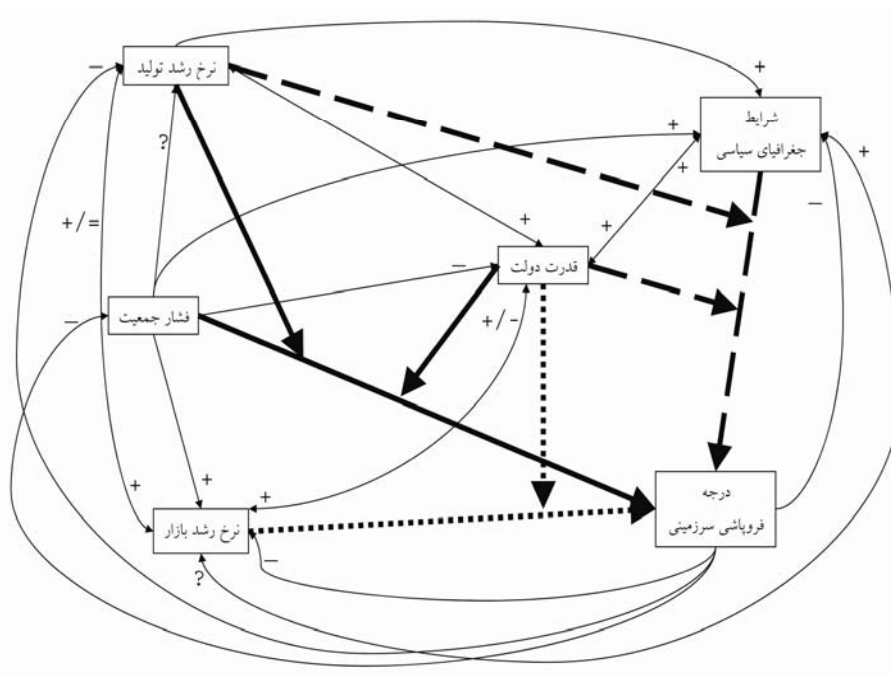 –
نرخ رشد تولید
+
شرایط
جغرافیای سیاسی
+
+
+
?
–
+/=
+
+
قدرت دولت
–
فشار جمعیت
–
+/-
+
+
+
درجه
فروپاشی سرزمینی
نرخ رشد بازار
–
?